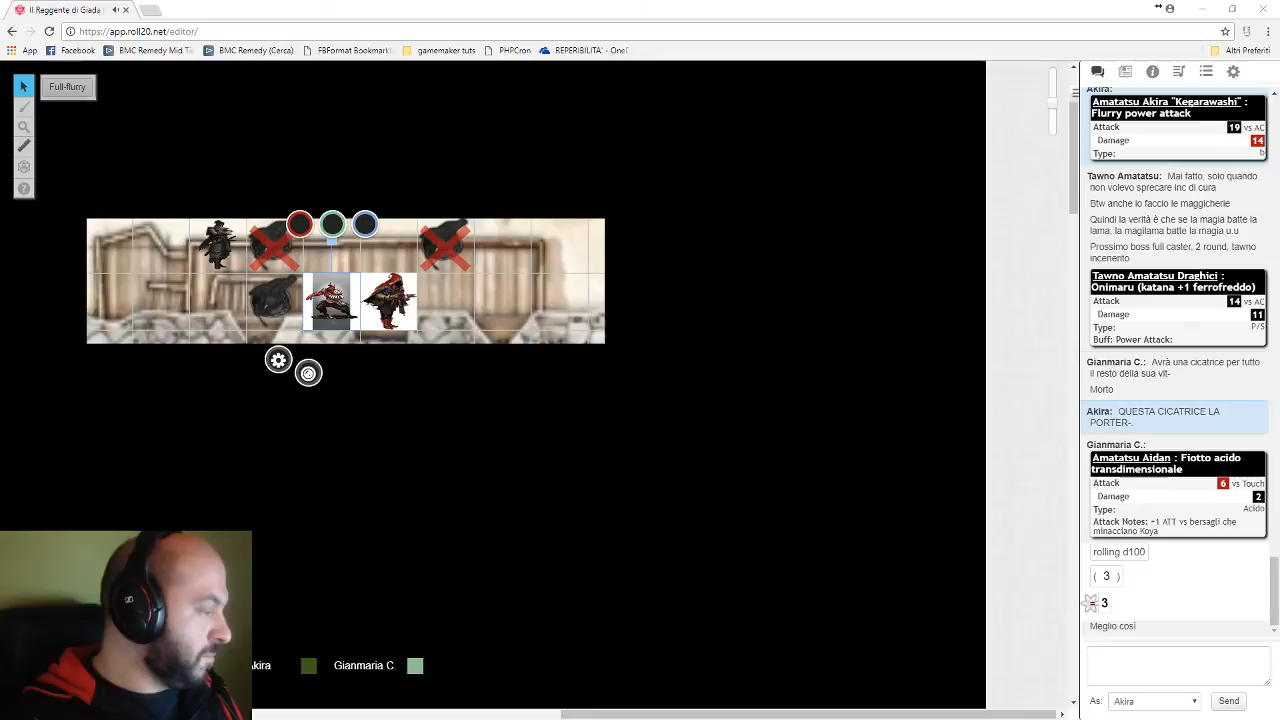 Il Reggente di Giada
https://app.roll20.net/editor/
App
Facebook
BMC Remedy Mid Ti
BMC Remedy (Cerca)
FBFormat Bookmarkl
gamemaker tuts
PHPCron
REPERIBILITA' - OneD
Altri Preferiti
Full-flurry
Akira:
Amatatsu Akira "Kegarawashi" :
Flurry power attack
Attack 19 vs AC
Damage 14
Type: b
Tawno Amatatsu: Mai fatto, solo quando
non volevo sprecare inc di cura
Btw anche lo faccio le maggicherie
Quindi la verità è che se la magia batte la
lama, la magilama batte la magia u.u
Prossimo boss full caster, 2 round, tawno
incenerito
Tawno Amatatsu Draghici :
Onimaru (katana +1 ferrofreddo)
Attack 14 vs AC
Damage 11
Type: P/S
Buff: Power Attack:
Gianmaria C.: Avrà una cicatrice per tutto
il resto della sua vit-
Morto
Akira: QUESTA CICATRICE LA
PORTER-.
Gianmaria C.:
Amatatsu Aidan : Fiotto acido
transdimensionale
Attack 6 vs Touch
Damage 2
Type: Acido
Attack Notes: +1 ATT vs bersagli che
minacciano Koya
rolling d100
( 3 )
= 3
Meglio così
As: Akira Send
Akira
Gianmaria C.